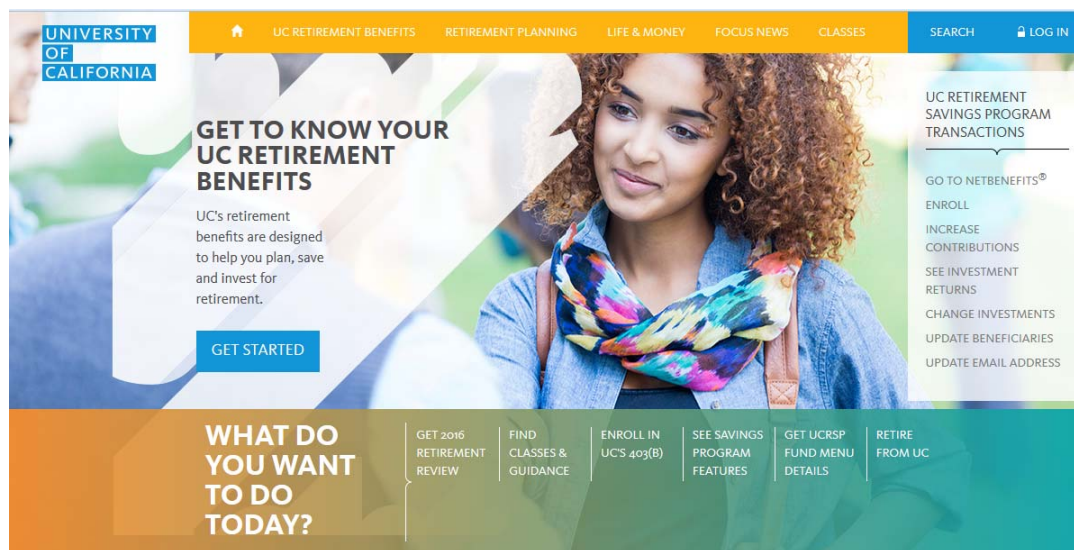 UNIVERSITY
OF
CALIFORNIA
UC RETIREMENT BENEFITS
RETIREMENT PLANNING
LIFE & MONEY
FOCUS NEWS
CLASSES
SEARCH
LOG IN
GET TO KNOW YOUR
UC RETIREMENT
BENEFITS
UC's retirement
benefits are designed
to help you plan, save
and invest for
retirement.
GET STARTED
UC RETIREMENT
SAVINGS PROGRAM
TRANSACTIONS
GO TO NETBENEFITS®
ENROLL
INCREASE
CONTRIBUTIONS
SEE INVESTMENT
RETURNS
CHANGE INVESTMENTS
UPDATE BENEFICIARIES
UPDATE EMAIL ADDRESS
WHAT DO
YOU WANT
TO DO
TODAY?
GET 2016
RETIREMENT
REVIEW
FIND
CLASSES &
GUIDANCE
ENROLL IN
UC'S 403(B)
SEE SAVINGS
PROGRAM
FEATURES
GET UCRSP
FUND MENU
DETAILS
RETIRE
FROM UC